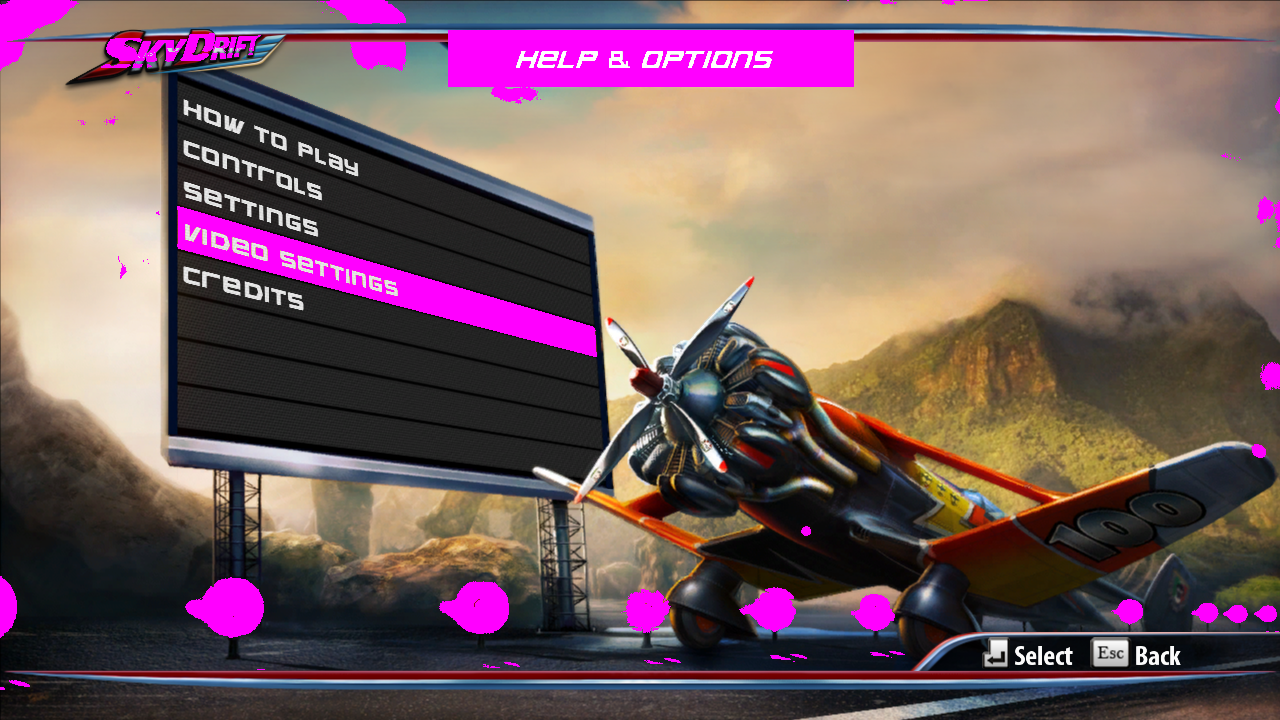 SKYDRIFT
HELP & OPTIONS
HOW TO PLAY
CONTROLS
SETTINGS
VIDEO SETTINGS
CREDITS
100
Select Esc Back